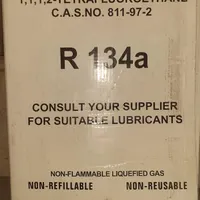 1,1,1,2-TETRAFLUOROETHANE
C.A.S.NO. 811-97-2
R 134a
CONSULT YOUR SUPPLIER
FOR SUITABLE LUBRICANTS
NON-FLAMMABLE LIQUEFIED GAS
NON-REFILLABLE NON-REUSABLE